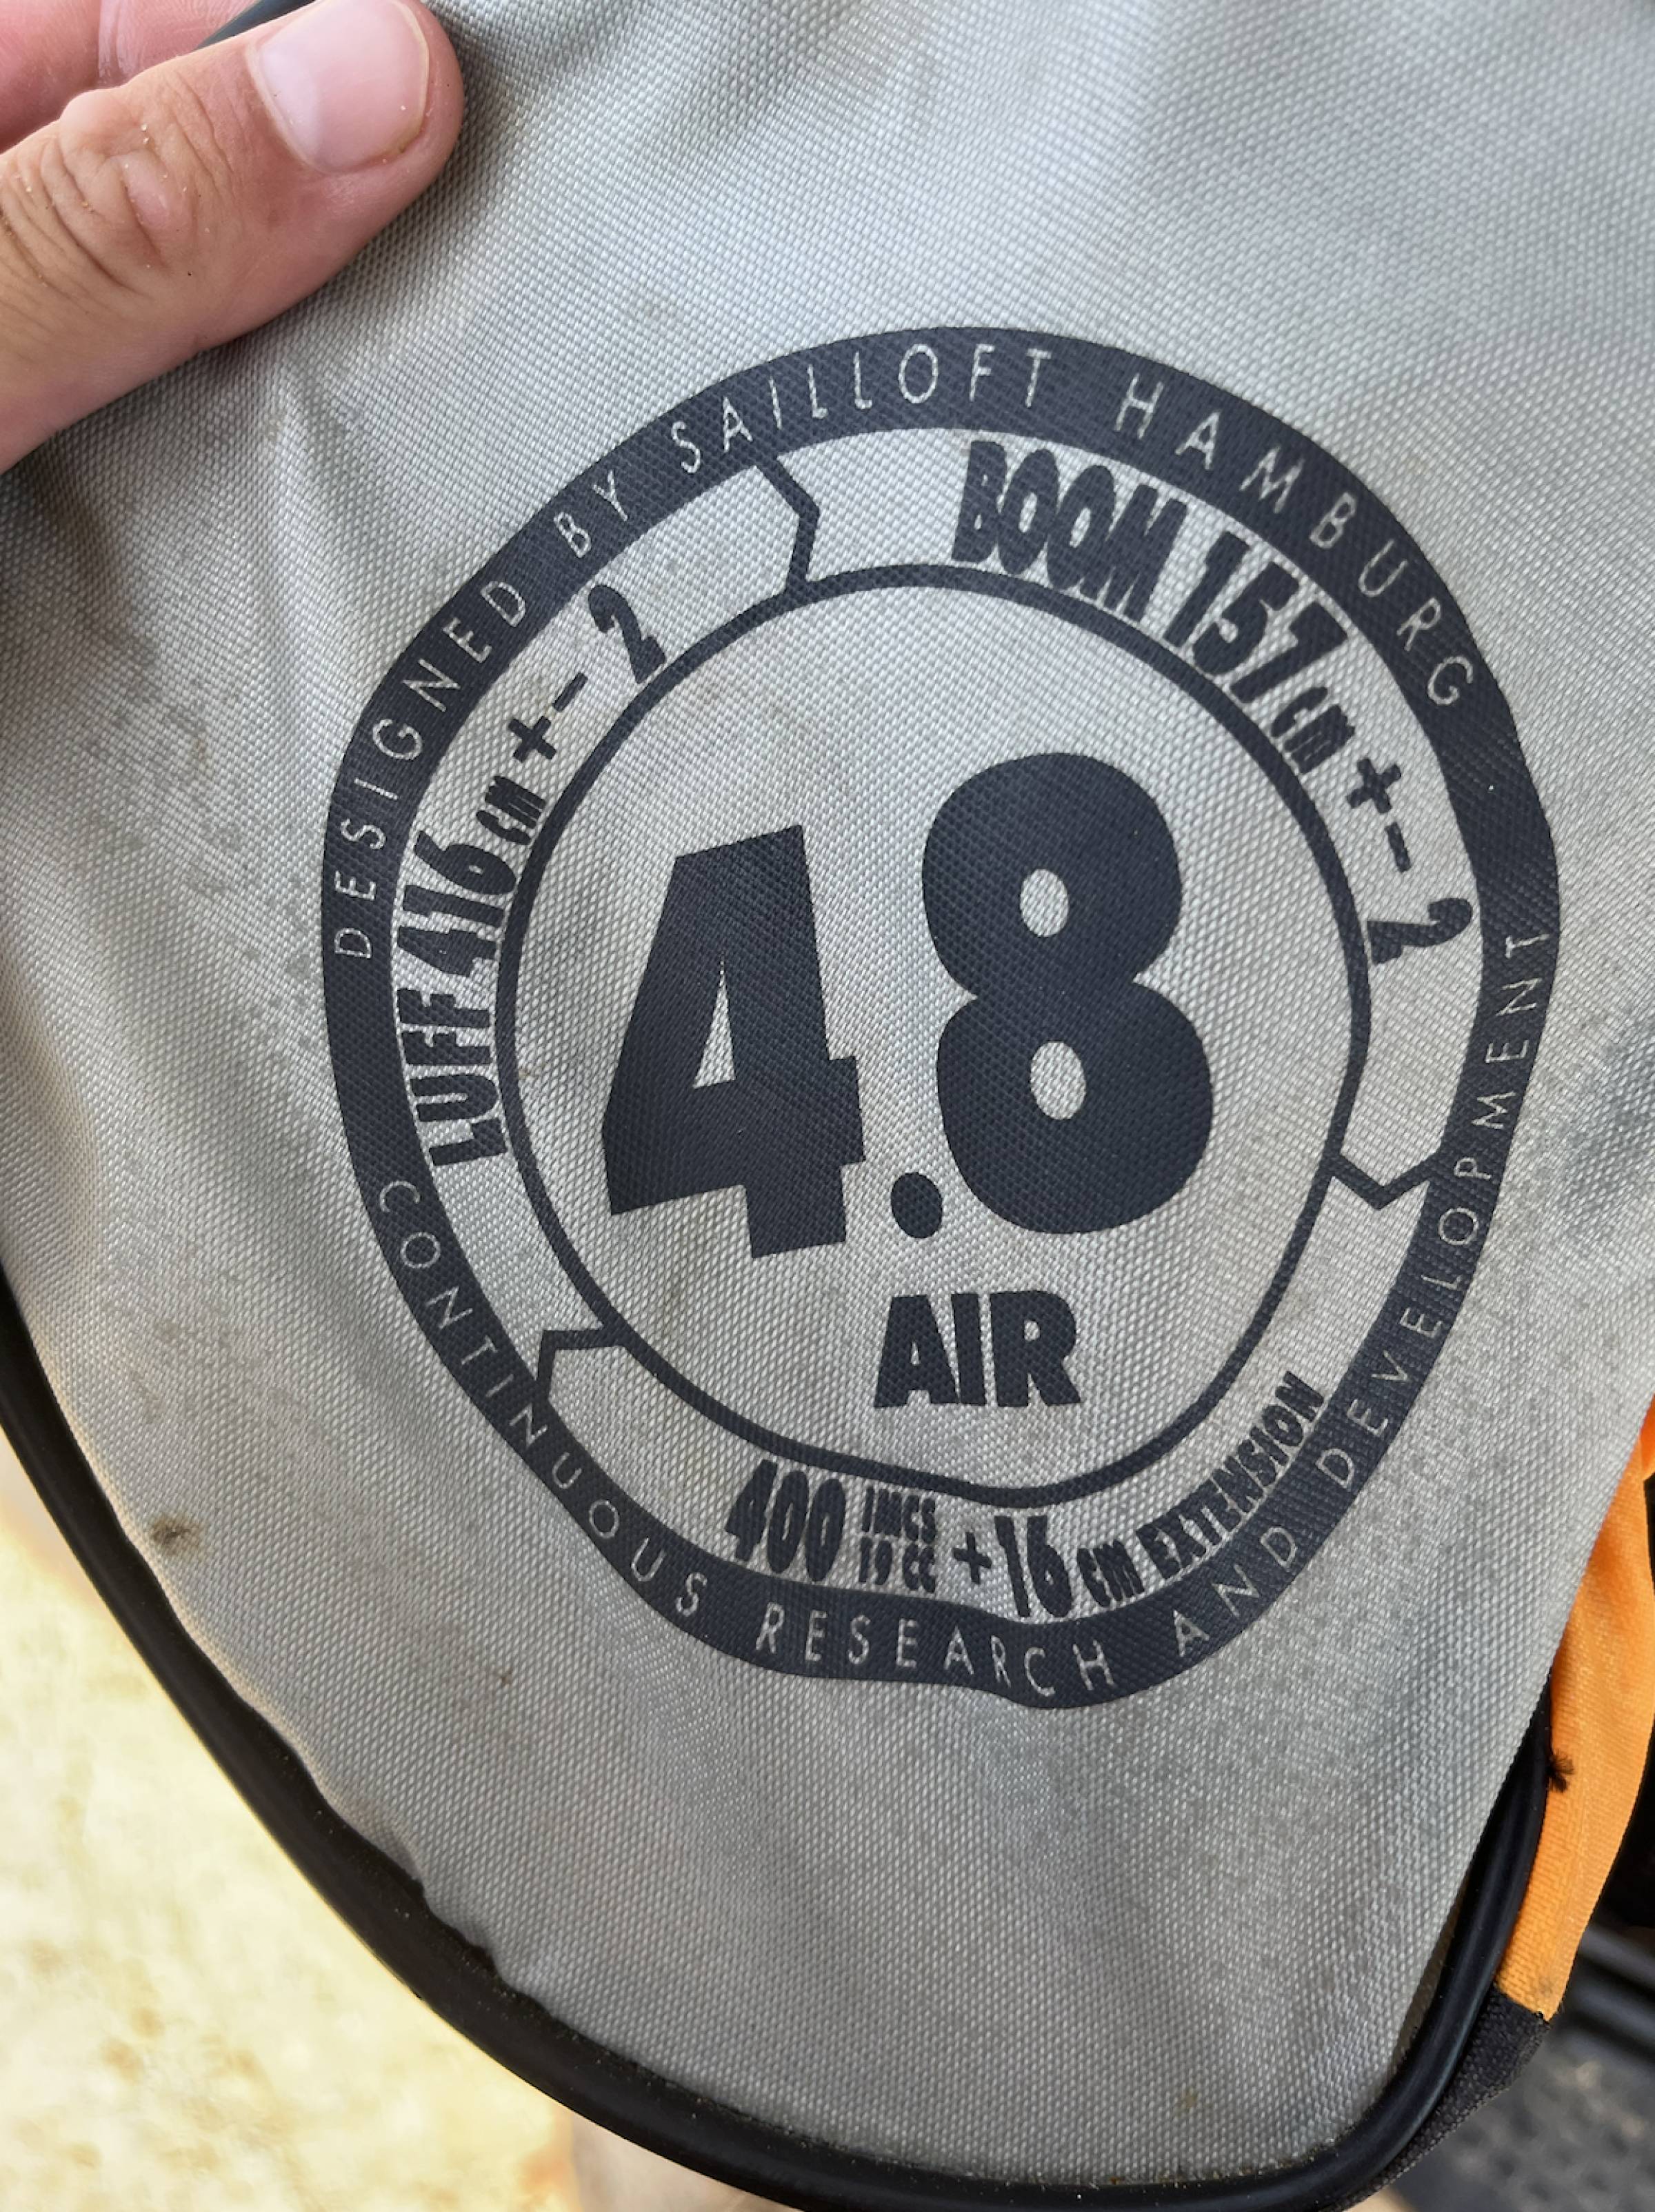 DESIGNED BY SAILLOFT HAMBURG
LUFF 416 cm +- 2
BOOM 157 cm +- 2
4.8
AIR
400 IMCS 19 CC + 16 cm EXTENSION
CONTINUOUS RESEARCH AND DEVELOPMENT